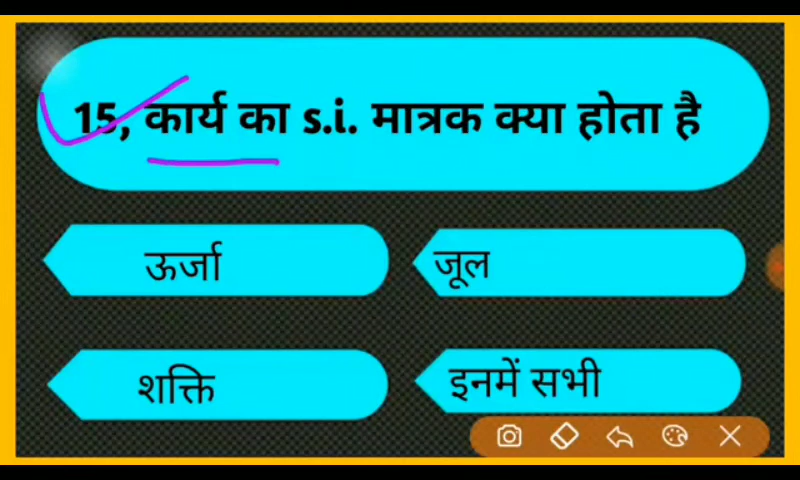 15, कार्य का s.i. मात्रक क्या होता है
ऊर्जा
जूल
शक्ति
इनमें सभी